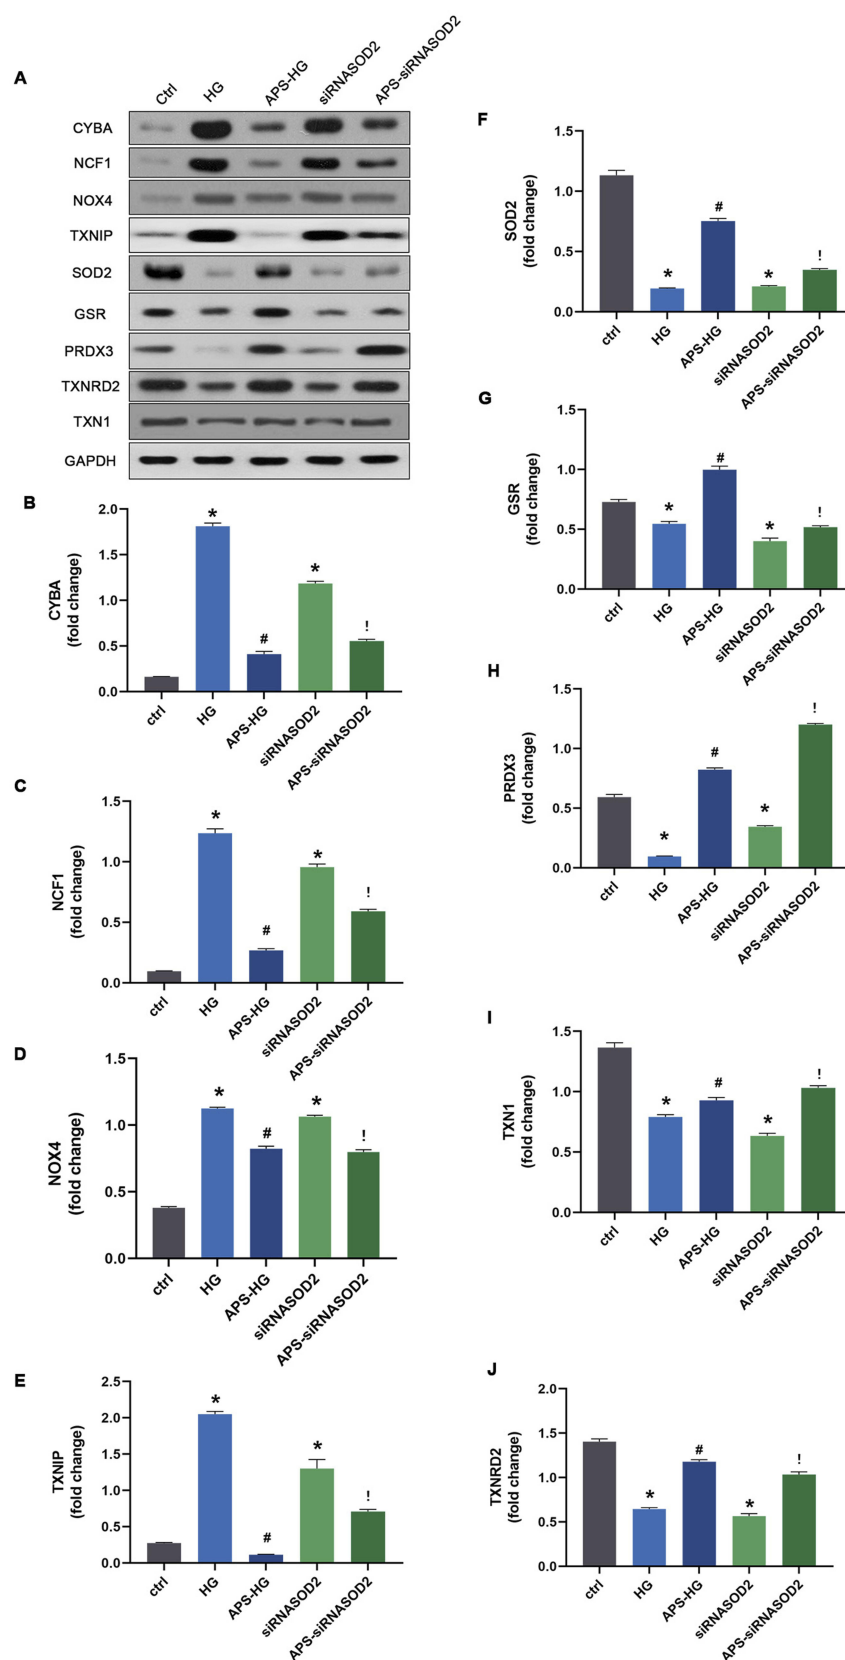 A
Ctrl
HG
APS-HG
siRNASOD2
APS-siRNASOD2
CYBA
NCF1
NOX4
TXNIP
SOD2
GSR
PRDX3
TXNRD2
TXN1
GAPDH
B
CYBA
(fold change)
2.0
1.5
1.0
0.5
0.0
*
#
*
!
ctrl
HG
APS-HG
siRNASOD2
APS-siRNASOD2
C
NCF1
(fold change)
1.5
1.0
0.5
0.0
*
#
*
!
ctrl
HG
APS-HG
siRNASOD2
APS-siRNASOD2
D
NOX4
(fold change)
1.5
1.0
0.5
0.0
*
#
*
!
ctrl
HG
APS-HG
siRNASOD2
APS-siRNASOD2
E
TXNIP
(fold change)
2.5
2.0
1.5
1.0
0.5
0.0
*
#
*
!
ctrl
HG
APS-HG
siRNASOD2
APS-siRNASOD2
F
SOD2
(fold change)
1.5
1.0
0.5
0.0
*
#
*
!
ctrl
HG
APS-HG
siRNASOD2
APS-siRNASOD2
G
GSR
(fold change)
1.5
1.0
0.5
0.0
*
#
*
!
ctrl
HG
APS-HG
siRNASOD2
APS-siRNASOD2
H
PRDX3
(fold change)
1.5
1.0
0.5
0.0
*
#
*
!
ctrl
HG
APS-HG
siRNASOD2
APS-siRNASOD2
I
TXN1
(fold change)
1.5
1.0
0.5
0.0
*
#
*
!
ctrl
HG
APS-HG
siRNASOD2
APS-siRNASOD2
J
TXNRD2
(fold change)
2.0
1.5
1.0
0.5
0.0
*
#
*
!
ctrl
HG
APS-HG
siRNASOD2
APS-siRNASOD2